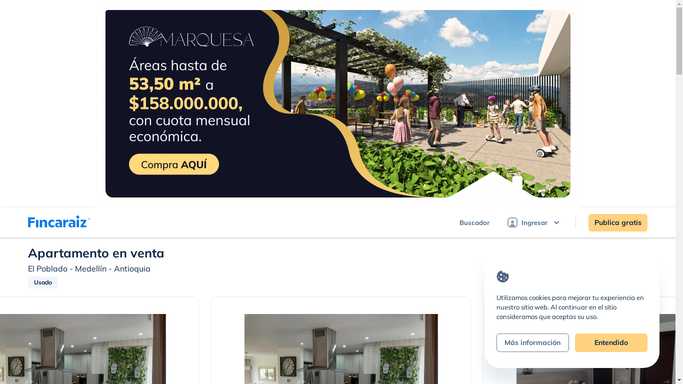 MARQUESA
Áreas hasta de
53,50 m² a
$158.000.000,
con cuota mensual
económica.
Compra AQUÍ
Fincaraiz
Buscador
Ingresar
Publica gratis
Apartamento en venta
El Poblado - Medellín - Antioquia
Usado
Utilizamos cookies para mejorar tu experiencia en
nuestro sitio web. Al continuar en el sitio
consideramos que aceptas su uso.
Más información
Entendido